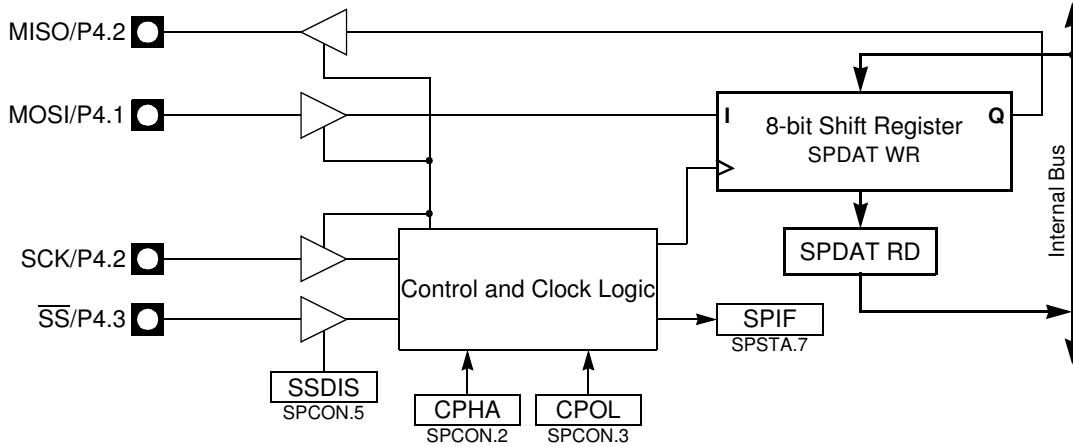 MISO/P4.2
MOSI/P4.1
I
8-bit Shift Register
Q
SPDAT WR
Internal Bus
SCK/P4.2
SPDAT RD
Control and Clock Logic
S̅S̅/P4.3
SPIF
SPSTA.7
SSDIS
SPCON.5
CPHA
SPCON.2
CPOL
SPCON.3